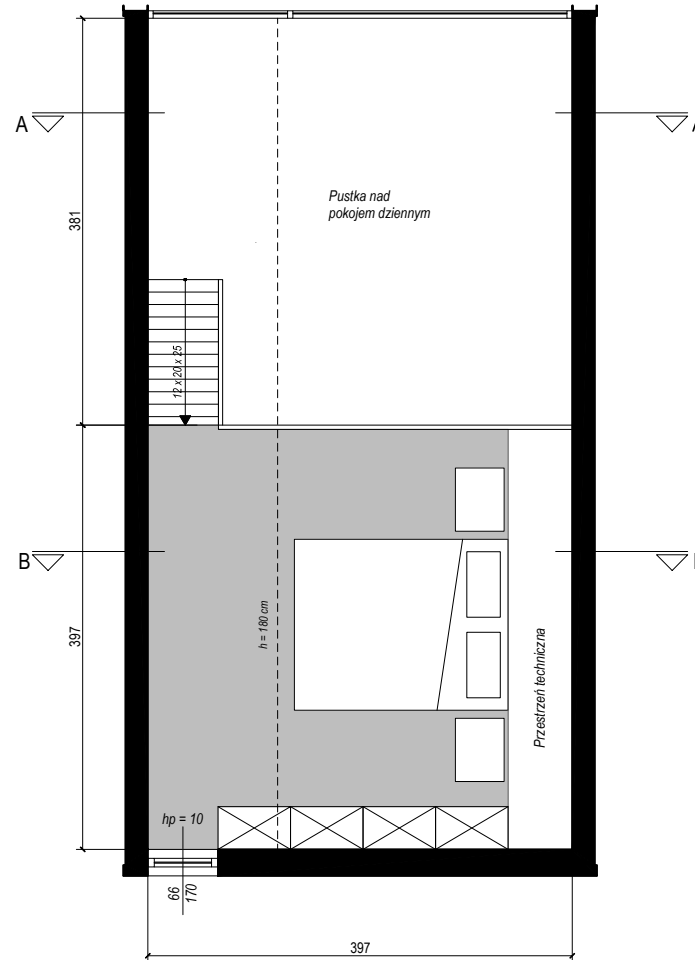 A
A
Pustka nad
pokojem dziennym
381
12 x 20 x 25
B
397
h = 180 cm
Przestrzeń techniczna
hp = 10
66
170
397